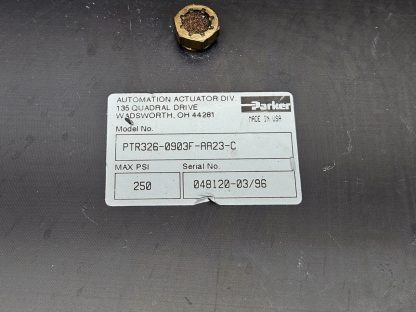 AUTOMATION ACTUATOR DIV.
135 QUADRAL DRIVE
WADSWORTH, OH 44281
Parker
MADE IN USA
Model No.
PTR326-0903F-AA23-C
MAX PSI
Serial No.
250
048120-03/96